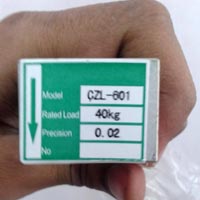 Model CZL-601
Rated Load 40kg
Precision 0.02
No